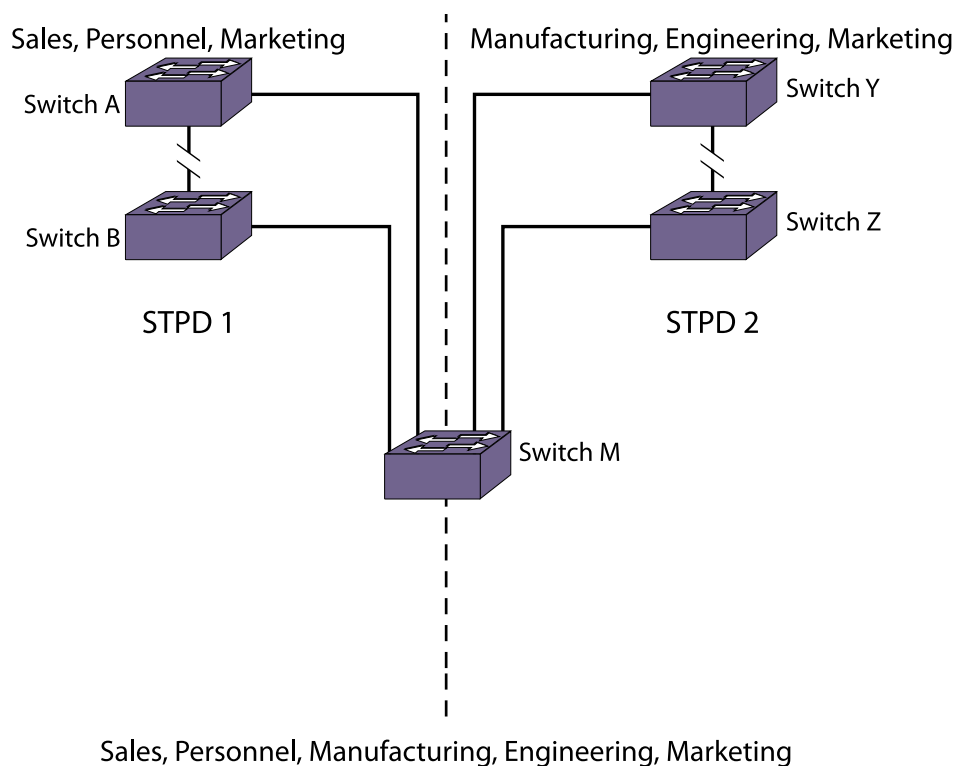 Sales, Personnel, Marketing
Manufacturing, Engineering, Marketing
Switch A
Switch Y
Switch B
Switch Z
STPD 1
STPD 2
Switch M
Sales, Personnel, Manufacturing, Engineering, Marketing